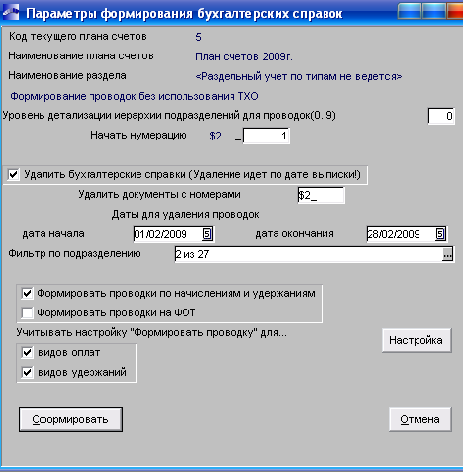 Параметры формирования бухгалтерских справок
Код текущего плана счетов 5
Наименование плана счетов План счетов 2009г.
Наименование раздела <Раздельный учет по типам не ведется>
Формирование проводок без использования ТХО
Уровень детализации иерархии подразделений для проводок(0..9) 0
Начать нумерацию $2 _ 1
Удалить бухгалтерские справки (Удаление идет по дате выписки!)
Удалить документы с номерами $2_
Даты для удаления проводок
дата начала 01/02/2009 дата окончания 28/02/2009
Фильтр по подразделению 2 из 27 ...
Формировать проводки по начислениям и удержаниям
Формировать проводки на ФОТ
Учитывать настройку "Формировать проводку" для...
видов оплат
Настройка
видов удержаний
Сформировать Отмена